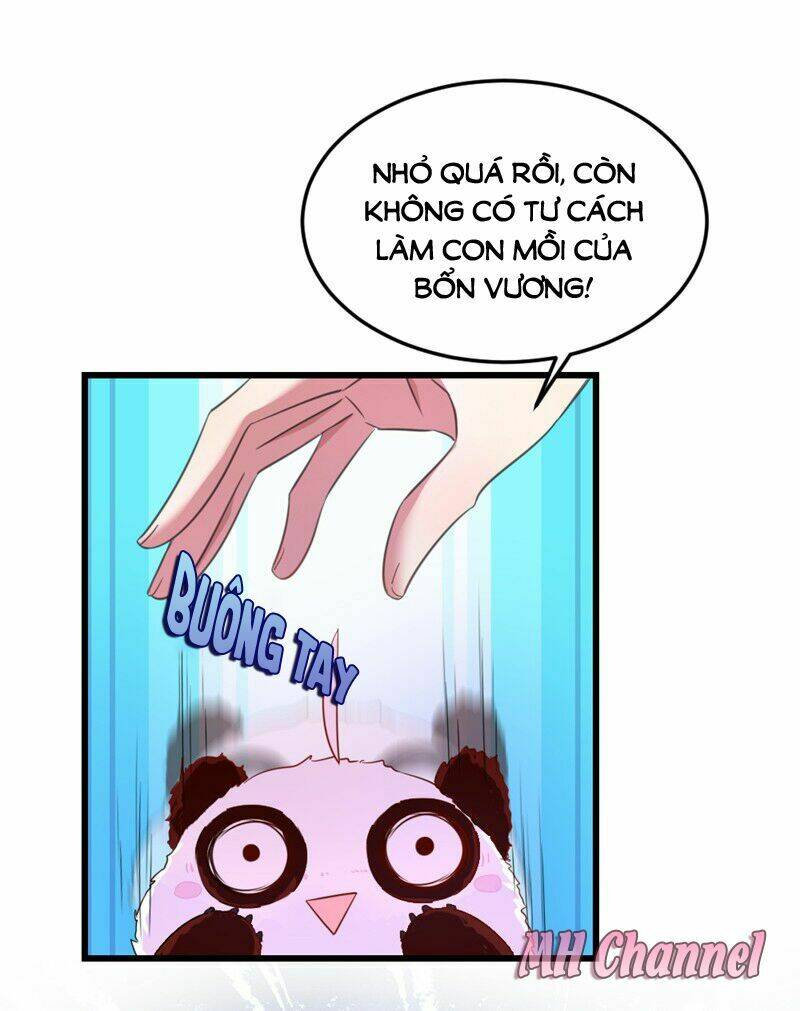 NHỎ QUÁ RỒI, CÒN
KHÔNG CÓ TƯ CÁCH
LÀM CON MỒI CỦA
BỔN VƯƠNG!
BUÔNG TAY
MH Channel